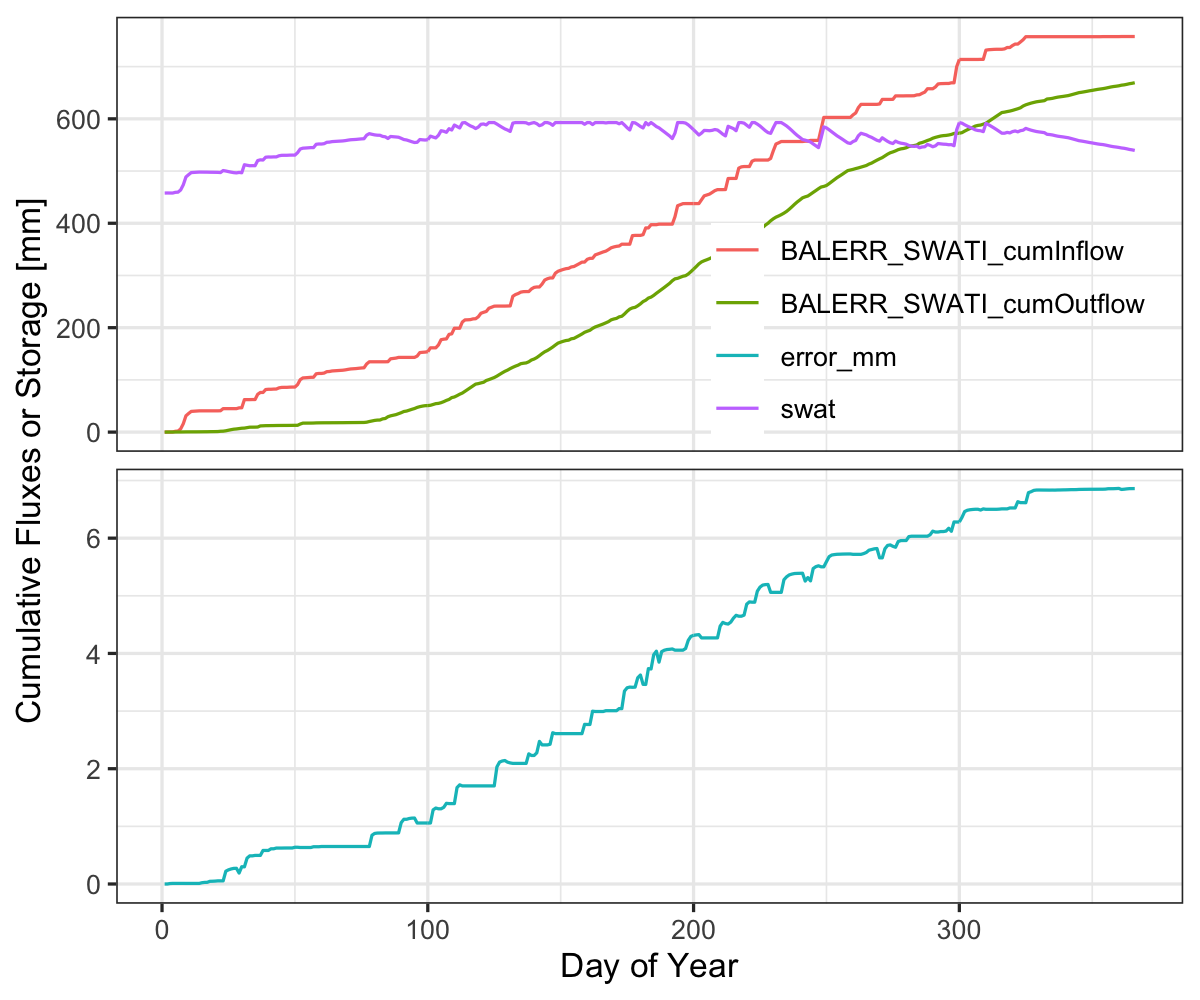 Cumulative Fluxes or Storage [mm]
600
400
200
0
BALERR_SWATI_cumInflow
BALERR_SWATI_cumOutflow
error_mm
swat
6
4
2
0
0 100 200 300
Day of Year